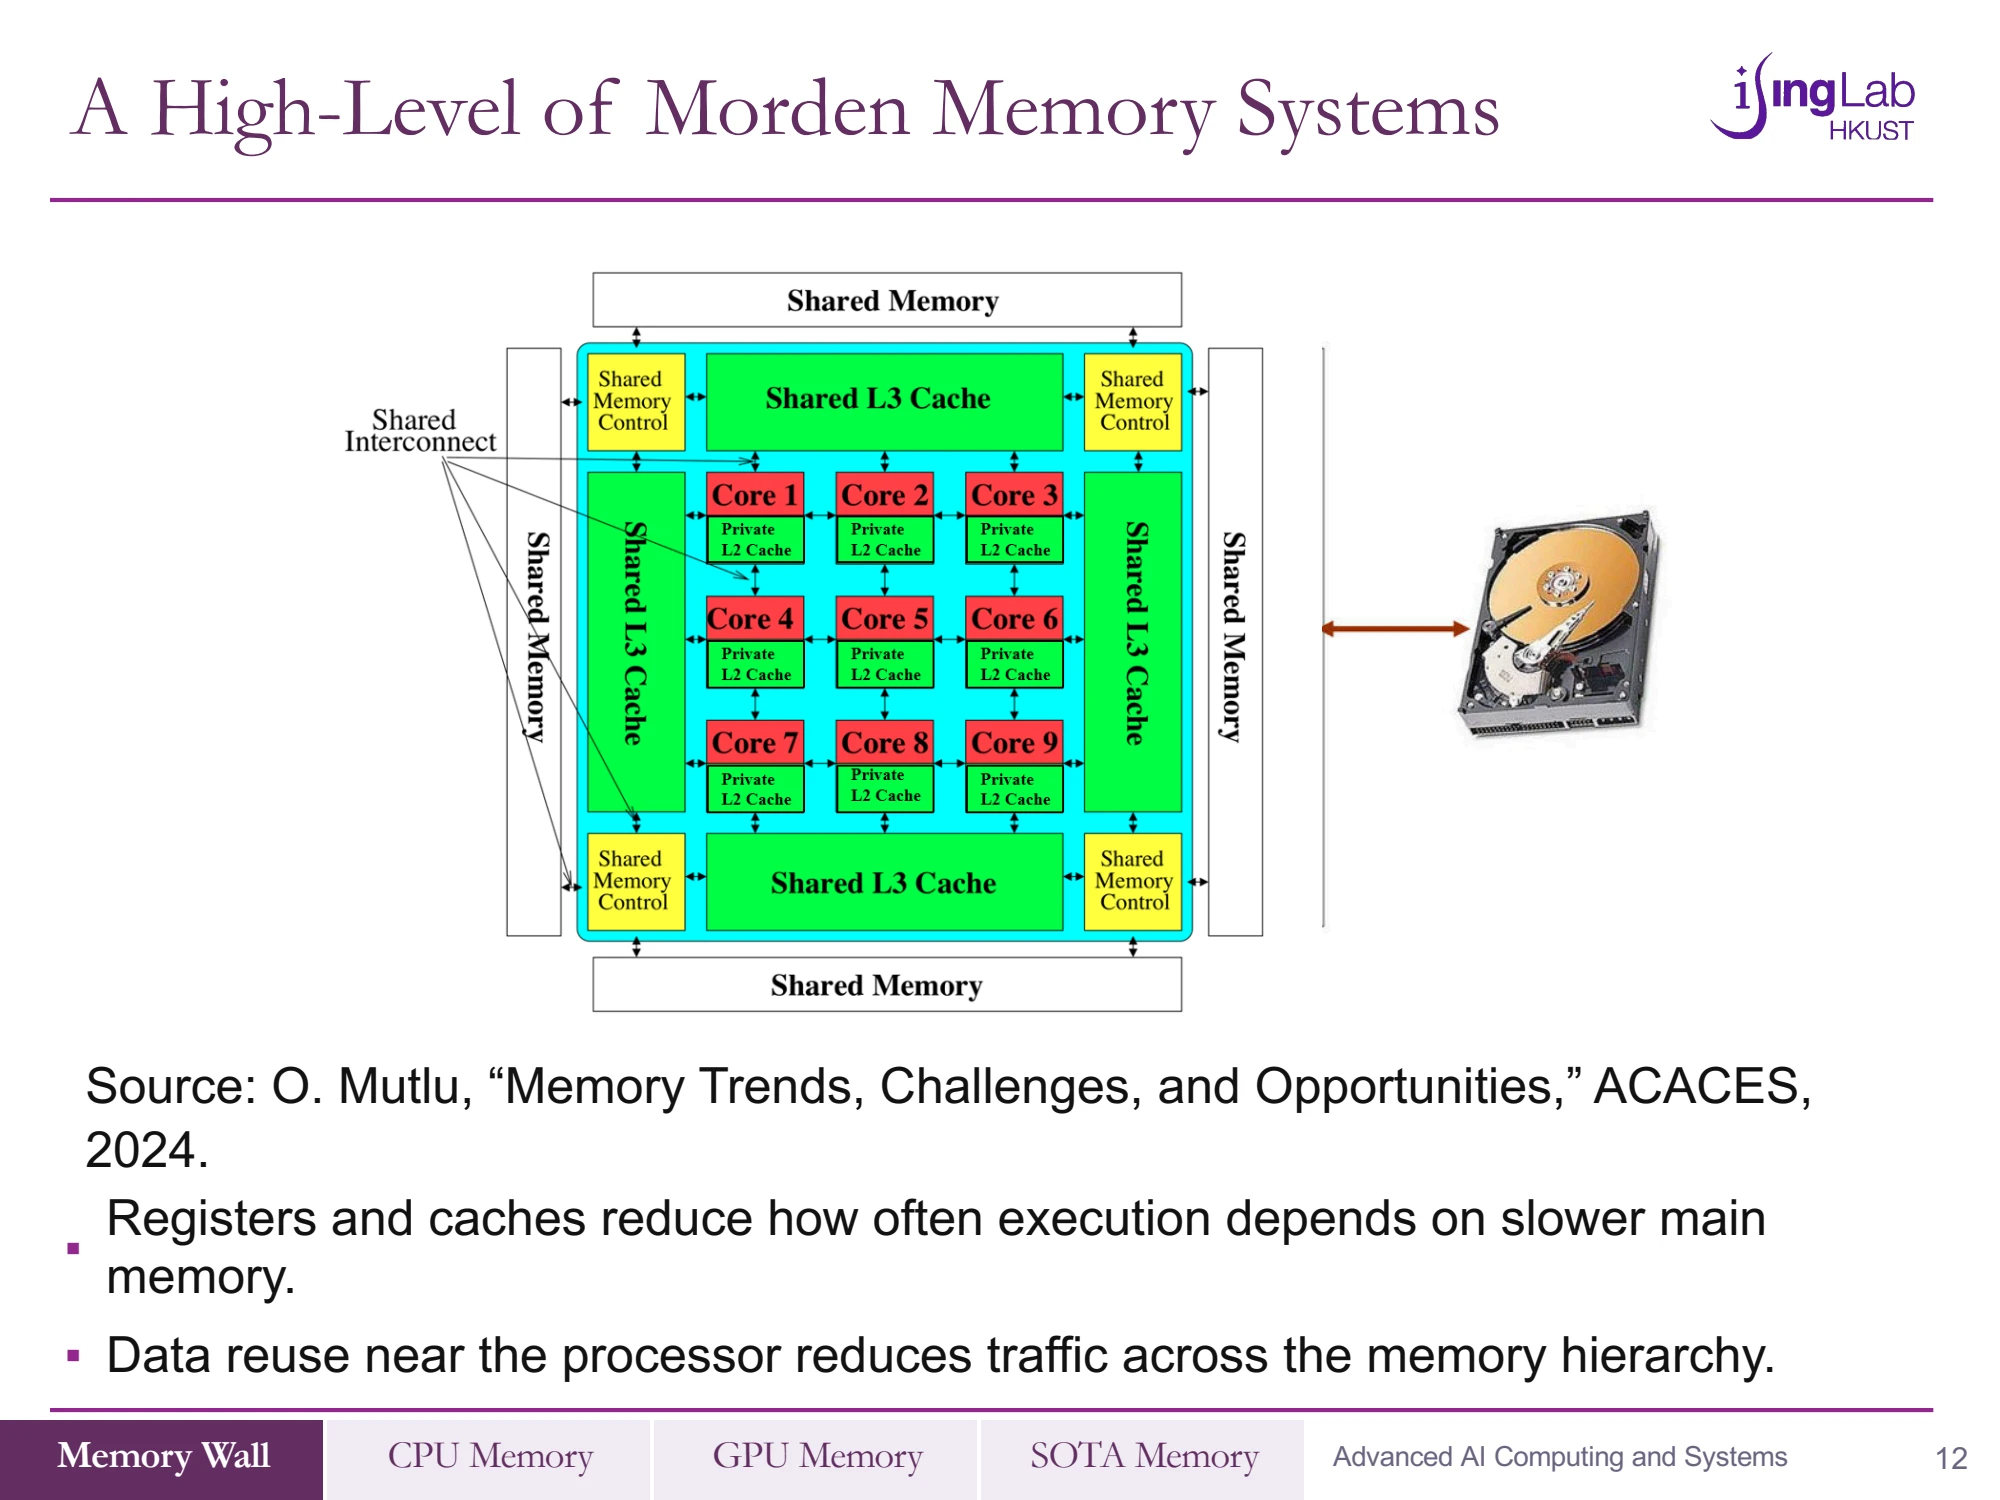 A High-Level of Morden Memory Systems
isingLab
HKUST
Shared Memory
Shared
Memory
Control
Shared L3 Cache
Shared
Memory
Control
Shared
Interconnect
Shared Memory
Shared L3 Cache
Core 1
Private
L2 Cache
Core 2
Private
L2 Cache
Core 3
Private
L2 Cache
Core 4
Private
L2 Cache
Core 5
Private
L2 Cache
Core 6
Private
L2 Cache
Core 7
Private
L2 Cache
Core 8
Private
L2 Cache
Core 9
Private
L2 Cache
Shared L3 Cache
Shared Memory
Shared
Memory
Control
Shared L3 Cache
Shared
Memory
Control
Shared Memory
Source: O. Mutlu, “Memory Trends, Challenges, and Opportunities,” ACACES,
2024.
▪ Registers and caches reduce how often execution depends on slower main
memory.
▪ Data reuse near the processor reduces traffic across the memory hierarchy.
Memory Wall
CPU Memory
GPU Memory
SOTA Memory
Advanced AI Computing and Systems
12